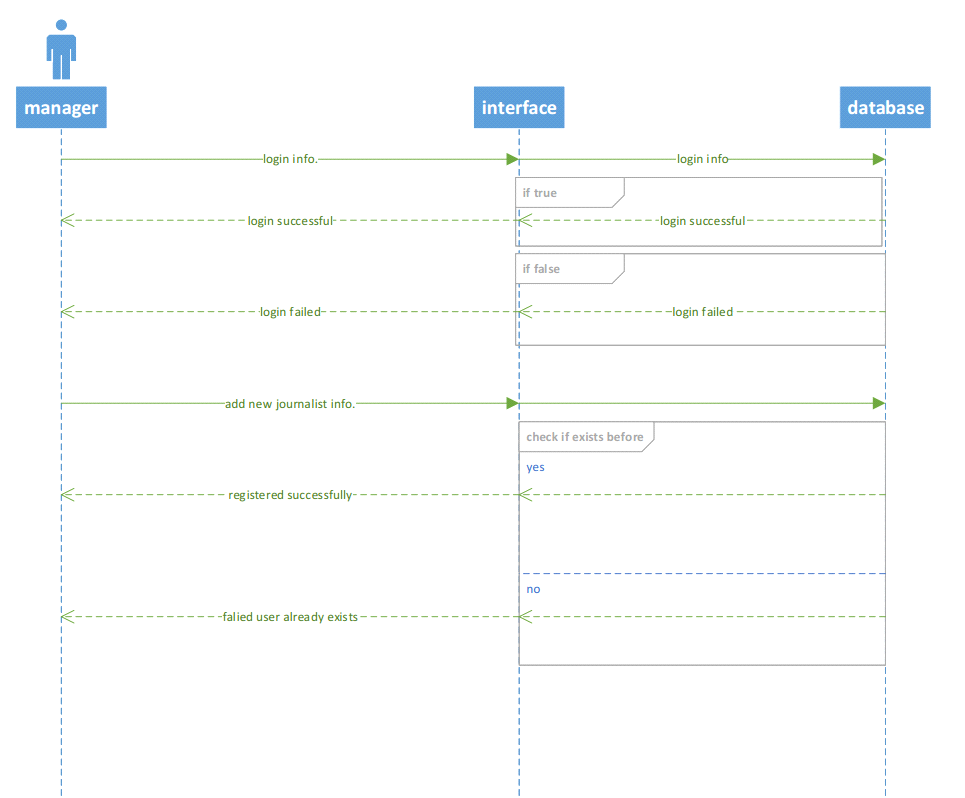 manager
interface
database
login info.
login info
if true
login successful
login successful
if false
login failed
login failed
add new journalist info.
check if exists before
yes
registered successfully
no
falied user already exists